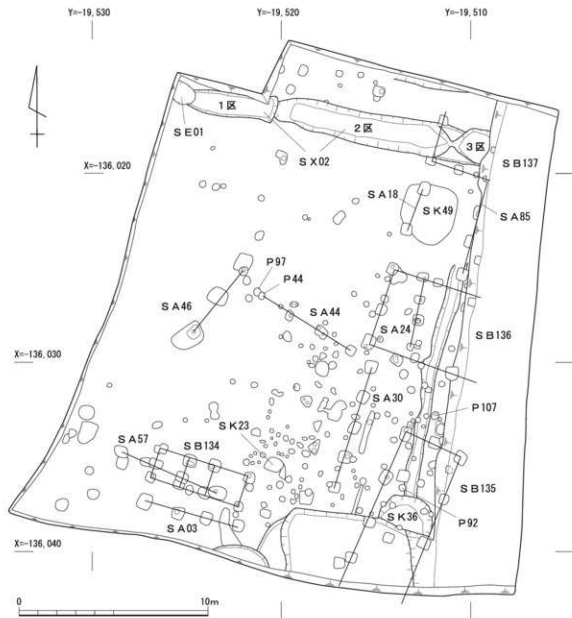 Y=-19,530
Y=-19,520
Y=-19,510
1区
2区
3区
SE01
SX02
SB137
X=-136,020
SA18
SK49
SA85
P97
P44
SA46
SA44
SA24
SB136
X=-136,030
SA30
P107
SK23
SA57
SB134
SB135
SA03
SK36
P92
X=-136,040
0
10m